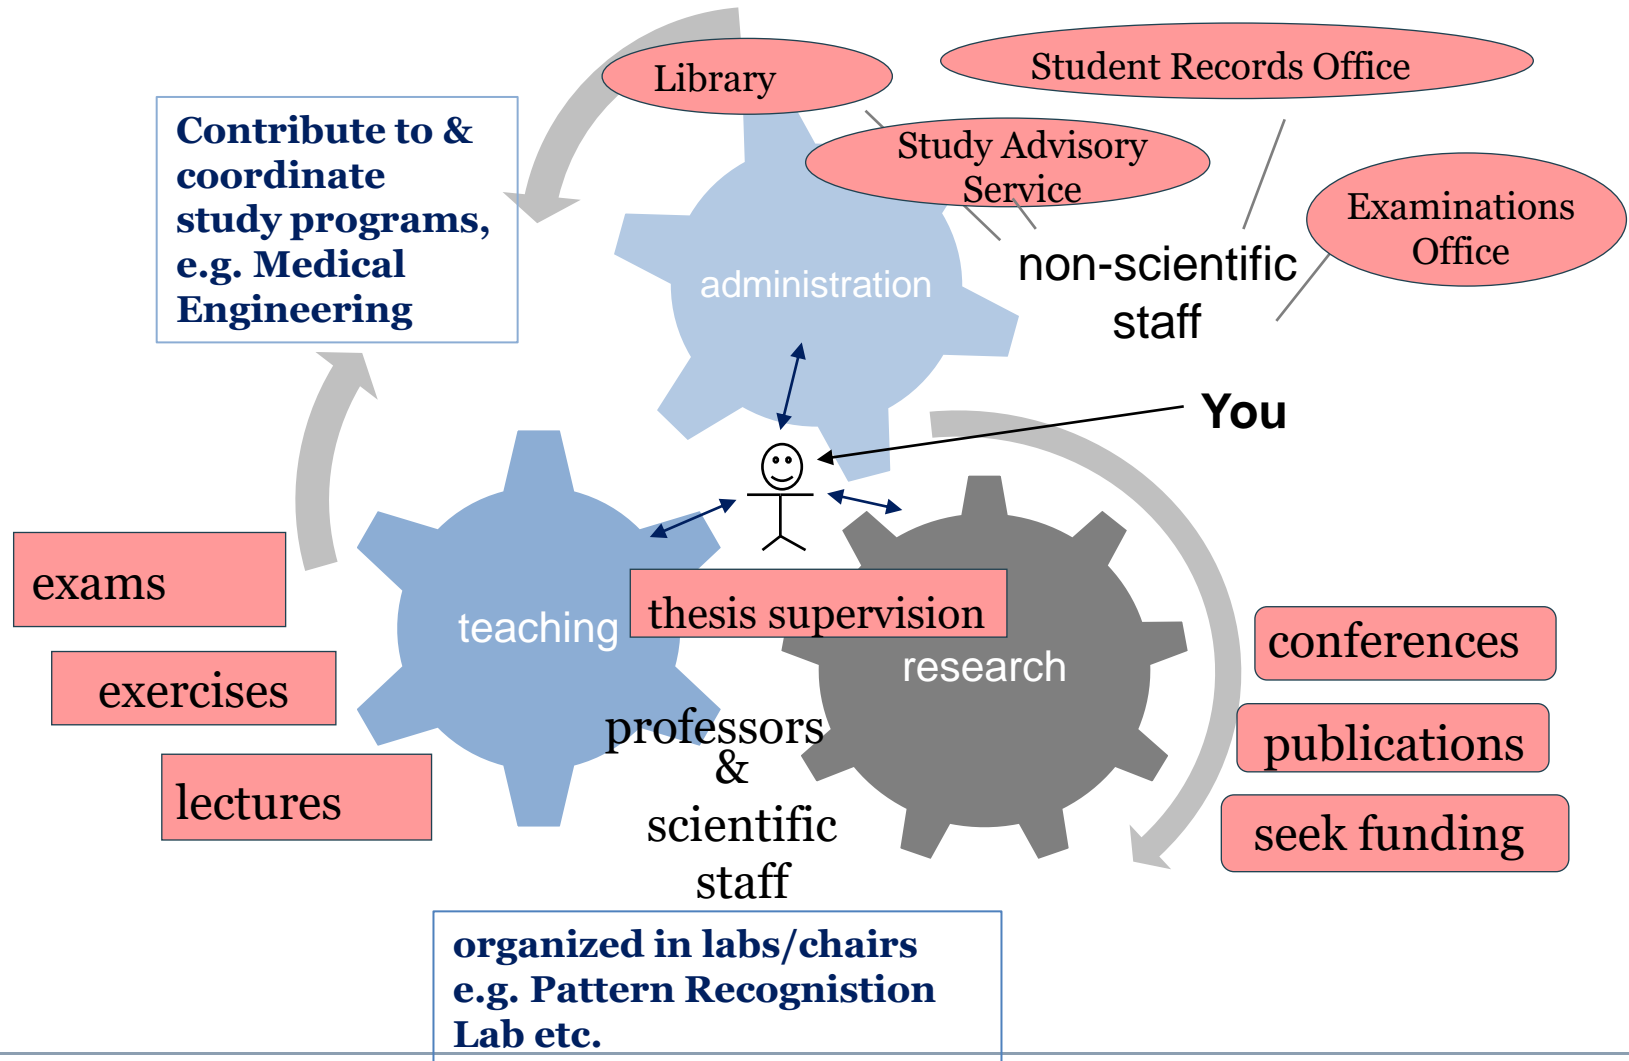 Library
Student Records Office
Contribute to &
coordinate
study programs,
e.g. Medical
Engineering
Study Advisory
Service
Examinations
Office
administration
non-scientific
staff
You
exams
exercises
lectures
teaching
thesis supervision
research
conferences
publications
seek funding
professors
&
scientific
staff
organized in labs/chairs
e.g. Pattern Recognistion
Lab etc.